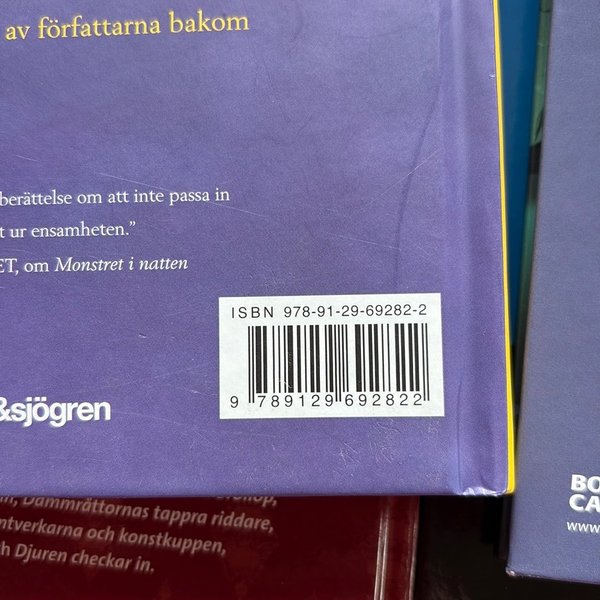 av författarna bakom
berättelse om att inte passa in
t ur ensamheten.”
ET, om Monstret i natten
ISBN 978-91-29-69282-2
9 789129 692822
&sjögren
Dammrättornas tappra riddare,
ntverkarna och konstkuppen,
h Djuren checkar in.
BO
CA
www.